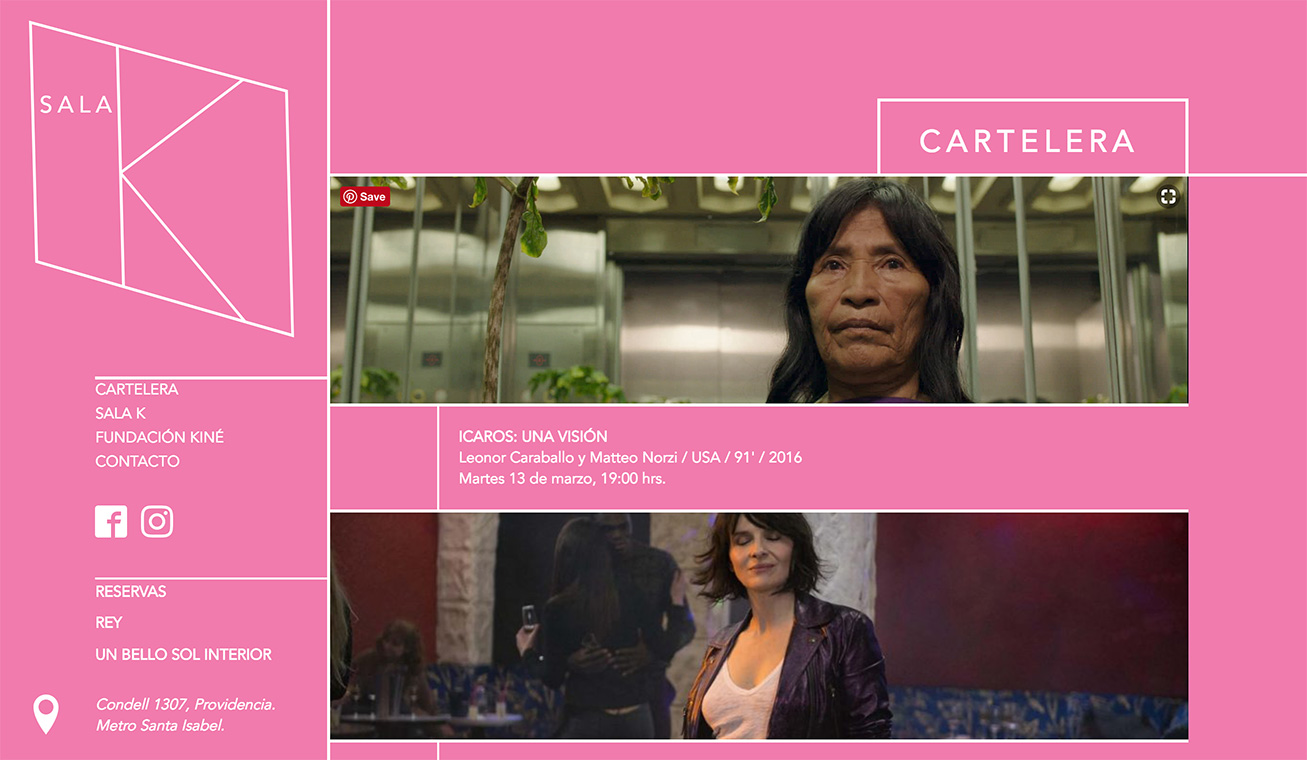 SALA
K
CARTELERA
SALA K
FUNDACIÓN KINÉ
CONTACTO
RESERVAS
REY
UN BELLO SOL INTERIOR
Condell 1307, Providencia.
Metro Santa Isabel.
CARTELERA
Save
ICAROS: UNA VISIÓN
Leonor Caraballo y Matteo Norzi / USA / 91' / 2016
Martes 13 de marzo, 19:00 hrs.